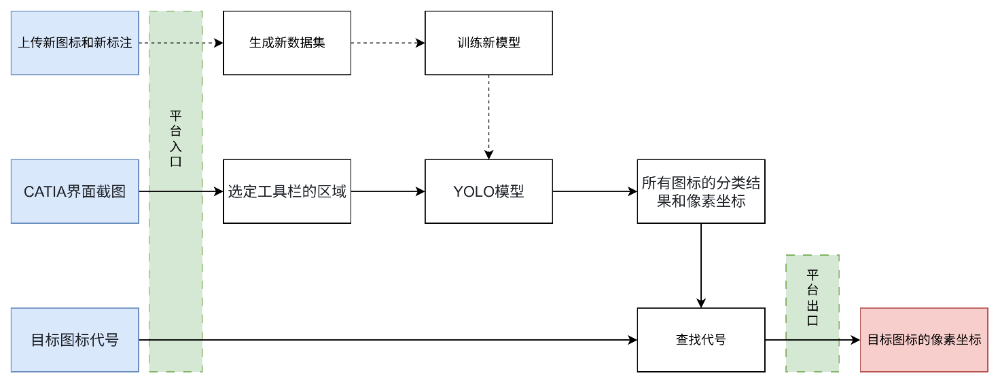 上传新图标和新标注
生成新数据集
训练新模型
平
台
入
口
CATIA界面截图
选定工具栏的区域
YOLO模型
所有图标的分类结
果和像素坐标
平
台
出
口
目标图标代号
查找代号
目标图标的像素坐标